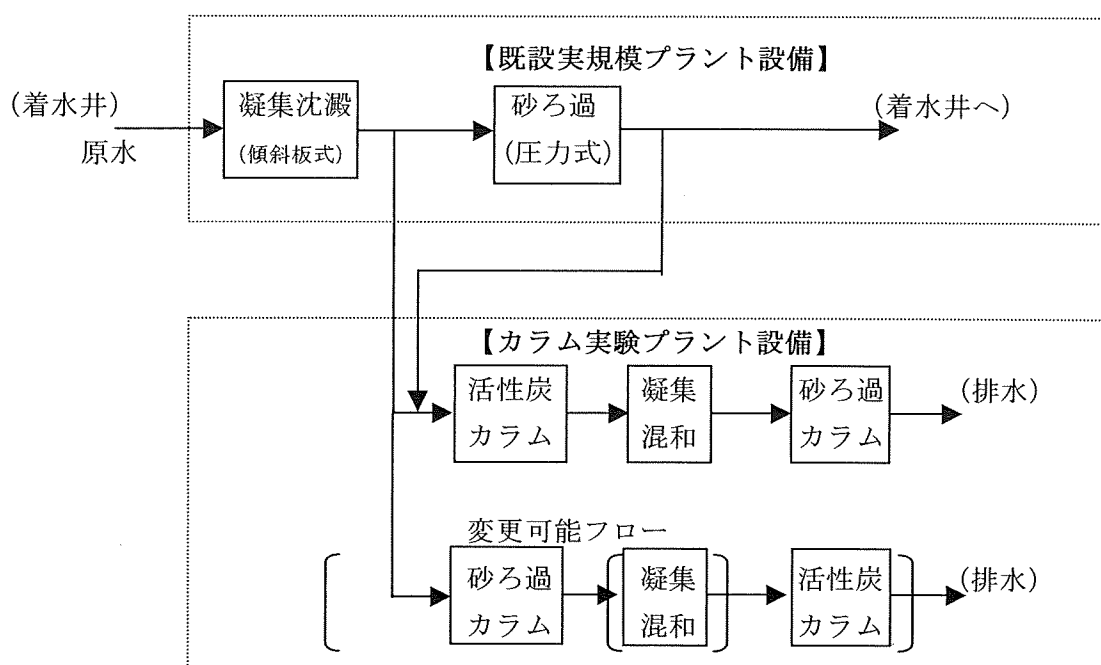 【既設実規模プラント設備】
(着水井)
原水
凝集沈澱
(傾斜板式)
砂ろ過
(圧力式)
(着水井へ)
【カラム実験プラント設備】
活性炭
カラム
凝集
混和
砂ろ過
カラム
(排水)
変更可能フロー
砂ろ過
カラム
凝集
混和
活性炭
カラム
(排水)